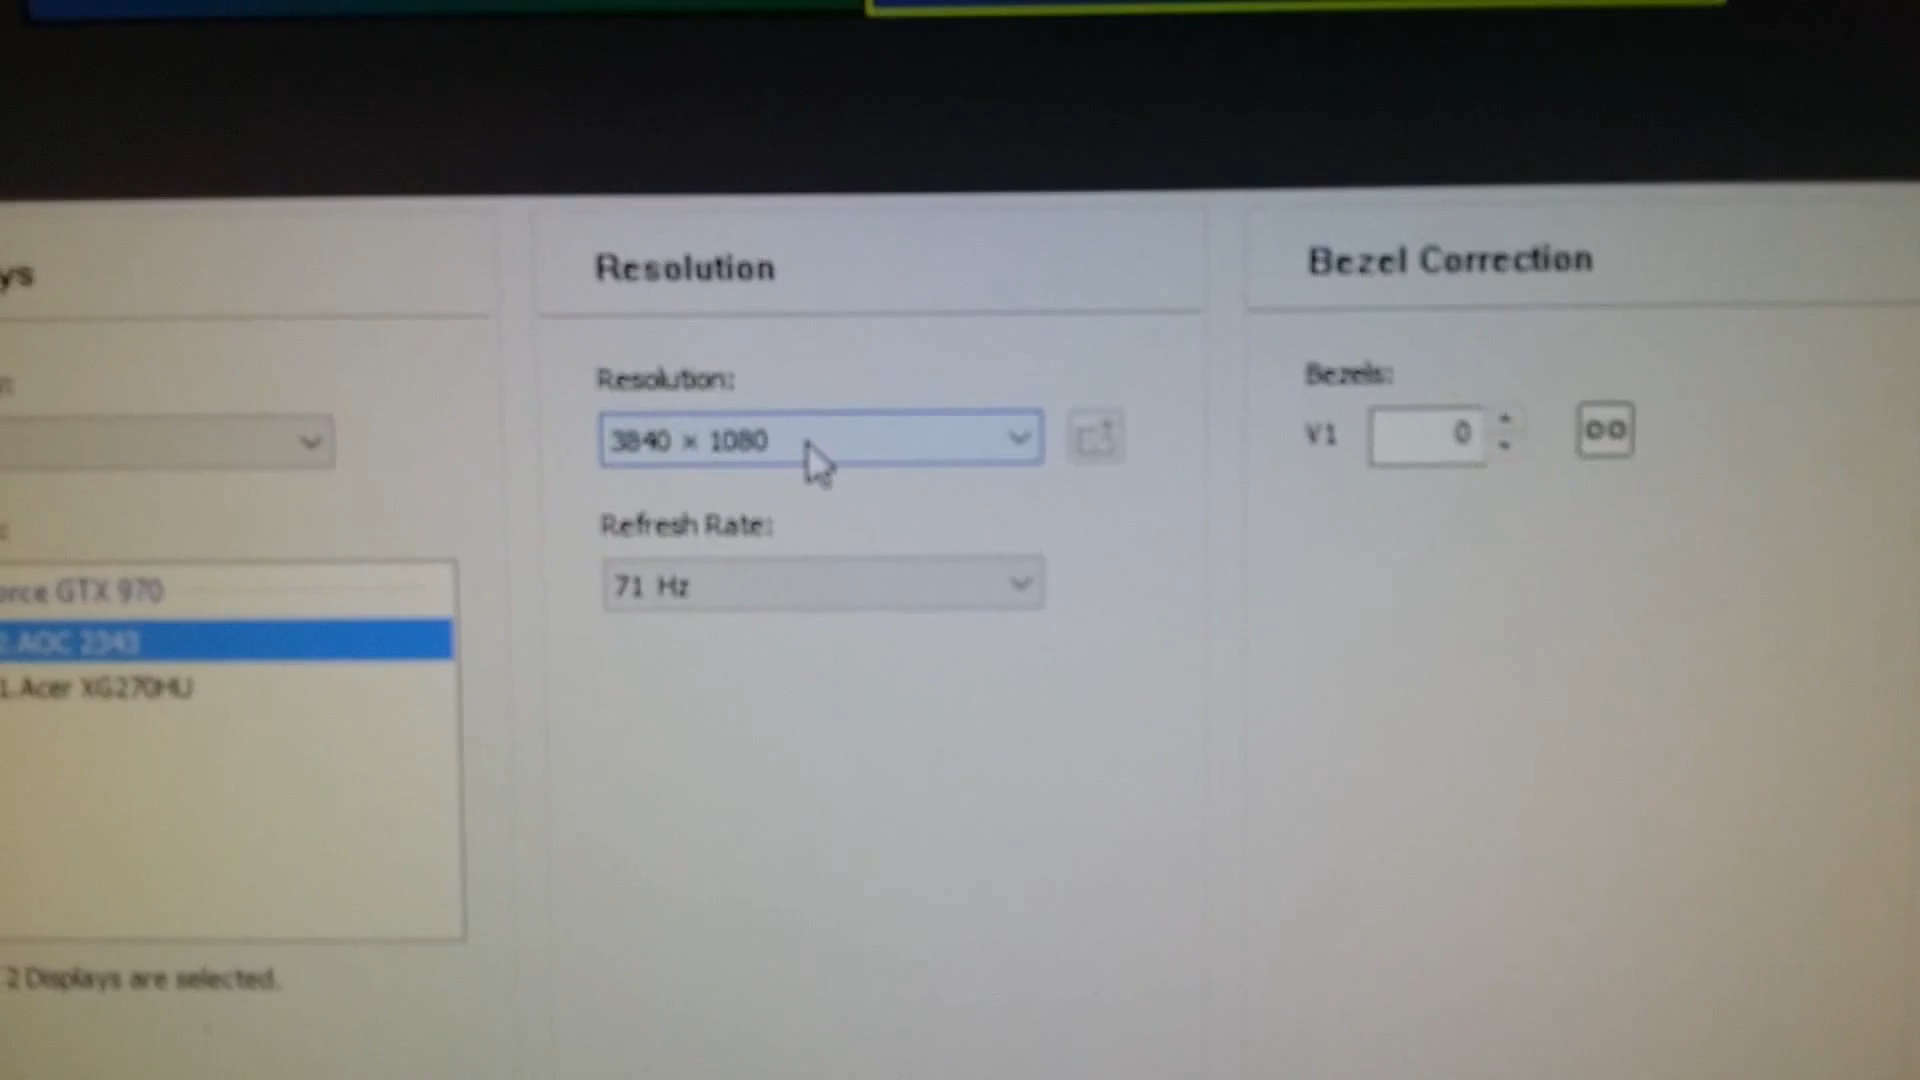 ys
Resolution
Bezel Correction
Resolution:
3840 × 1080
Bezels:
V1
0
Refresh Rate:
71 Hz
orce GTX 970
2.AOC 2343
1.Acer XG270HU
2 Displays are selected.